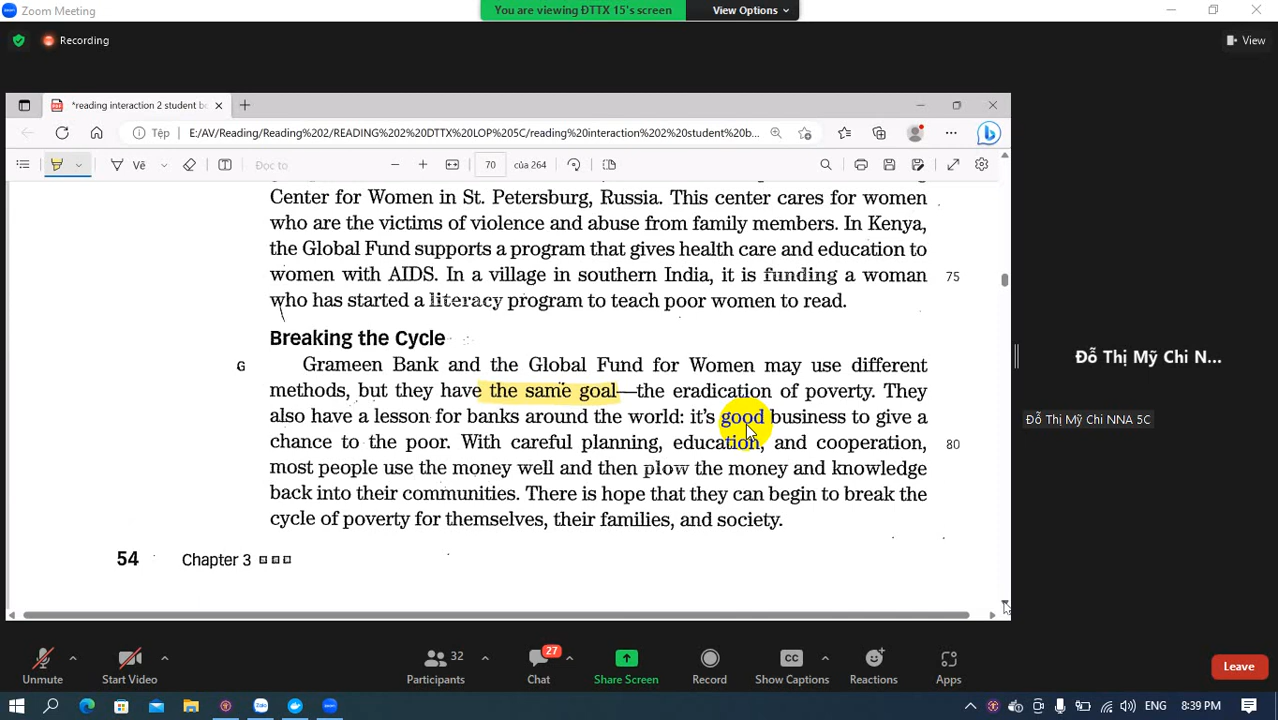 Zoom Meeting
You are viewing ĐTTX 15's screen
View Options
Recording
View
*reading interaction 2 student b
Tệp
E:/AV/Reading/Reading%202/READING%202%20DTTX%20LOP%205C/reading%20interaction%202%20student%20b...
Vẽ
Đọc to
70
của 264
Center for Women in St. Petersburg, Russia. This center cares for women
who are the victims of violence and abuse from family members. In Kenya,
the Global Fund supports a program that gives health care and education to
women with AIDS. In a village in southern India, it is funding a woman 75
who has started a literacy program to teach poor women to read.
Breaking the Cycle
G Grameen Bank and the Global Fund for Women may use different
methods, but they have the same goal—the eradication of poverty. They
also have a lesson for banks around the world: it's good business to give a
chance to the poor. With careful planning, education, and cooperation, 80
most people use the money well and then plow the money and knowledge
back into their communities. There is hope that they can begin to break the
cycle of poverty for themselves, their families, and society.
54 Chapter 3
Đỗ Thị Mỹ Chi N...
Đỗ Thị Mỹ Chi NNA 5C
Unmute
Start Video
32
Participants
27
Chat
Share Screen
Record
CC
Show Captions
Reactions
Apps
Leave
ENG
8:39 PM